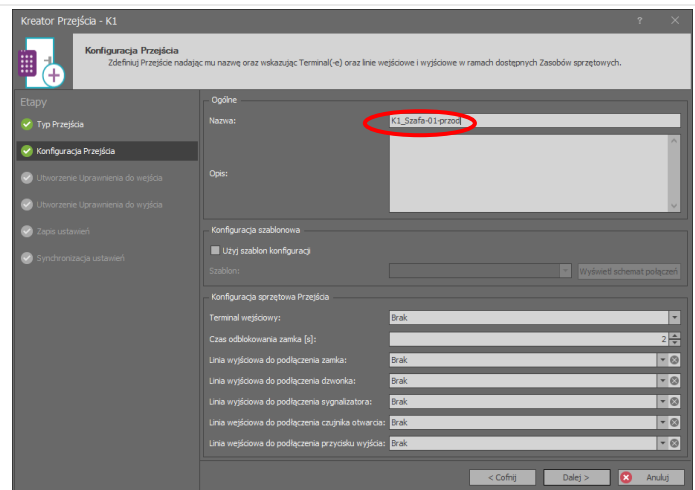 Kreator Przejścia - K1
Konfiguracja Przejścia
Zdefiniuj Przejście nadając mu nazwę oraz wskazując Terminal(-e) oraz linie wejściowe i wyjściowe w ramach dostępnych Zasobów sprzętowych.
Etapy
Typ Przejścia
Konfiguracja Przejścia
Utworzenie Uprawnienia do wejścia
Utworzenie Uprawnienia do wyjścia
Zapis ustawień
Synchronizacja ustawień
Ogólne
Nazwa: K1_Szafa-01-przod
Opis:
Konfiguracja szablonowa
Użyj szablon konfiguracji
Szablon: Wyświetl schemat połączeń
Konfiguracja sprzętowa Przejścia
Terminal wejściowy: Brak
Czas odblokowania zamka [s]: 2
Linia wyjściowa do podłączenia zamka: Brak
Linia wyjściowa do podłączenia dzwonka: Brak
Linia wyjściowa do podłączenia sygnalizatora: Brak
Linia wejściowa do podłączenia czujnika otwarcia: Brak
Linia wejściowa do podłączenia przycisku wyjścia: Brak
< Cofnij Dalej > Anuluj